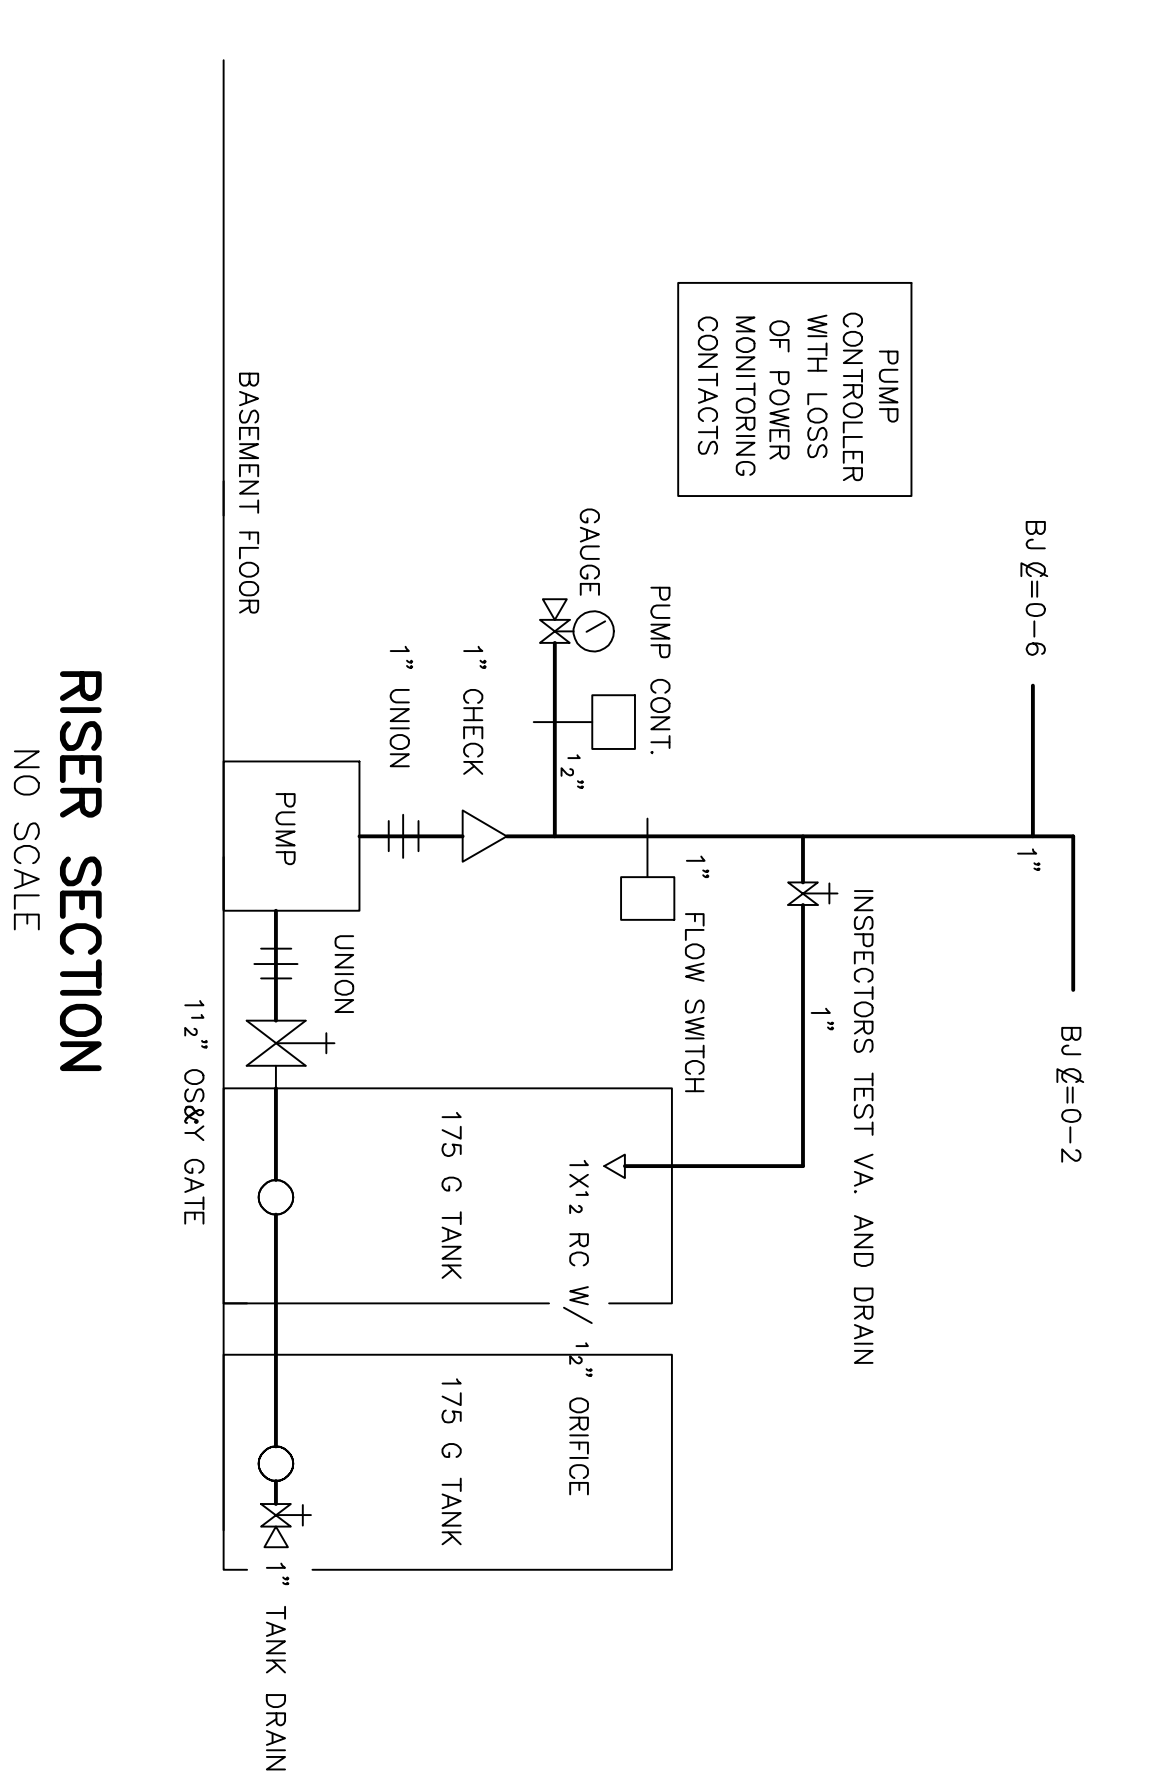 BJ ℄=0-2
BJ ℄=0-6
1"
PUMP
CONTROLLER
WITH LOSS
OF POWER
MONITORING
CONTACTS
INSPECTORS TEST VA. AND DRAIN
1"
1" FLOW SWITCH
PUMP CONT.
GAUGE
½"
1X½ RC W/ ½" ORIFICE
1" CHECK
1" UNION
175 G TANK
175 G TANK
UNION
PUMP
1" TANK DRAIN
BASEMENT FLOOR
1½" OS&Y GATE
RISER SECTION
NO SCALE